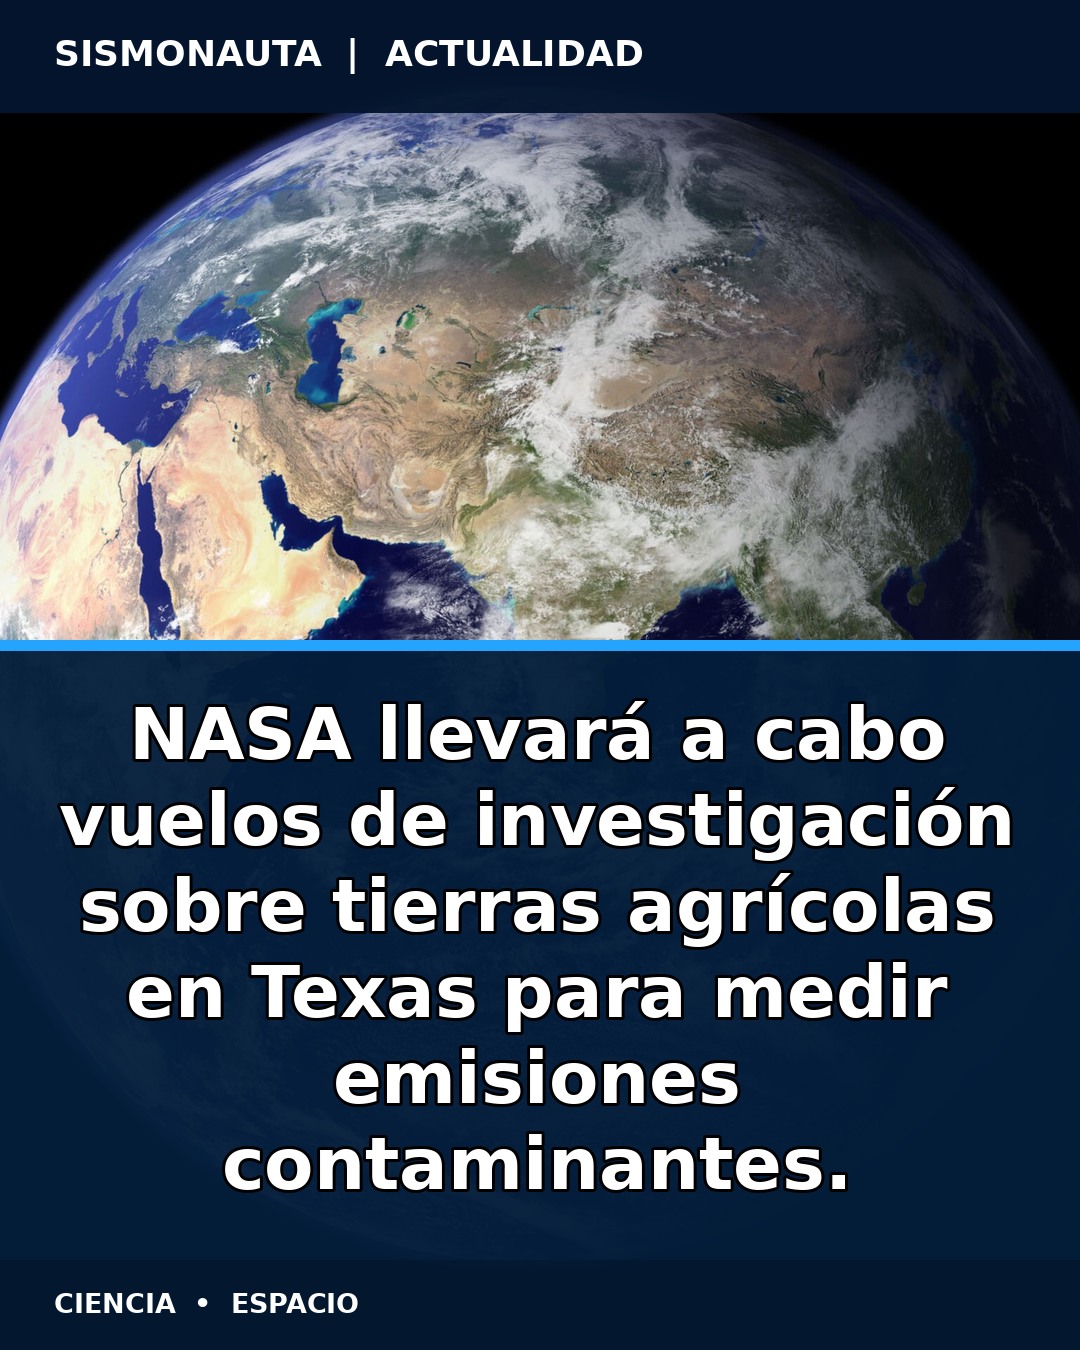 SISMONAUTA | ACTUALIDAD
NASA llevará a cabo
vuelos de investigación
sobre tierras agrícolas
en Texas para medir
emisiones
contaminantes.
CIENCIA • ESPACIO